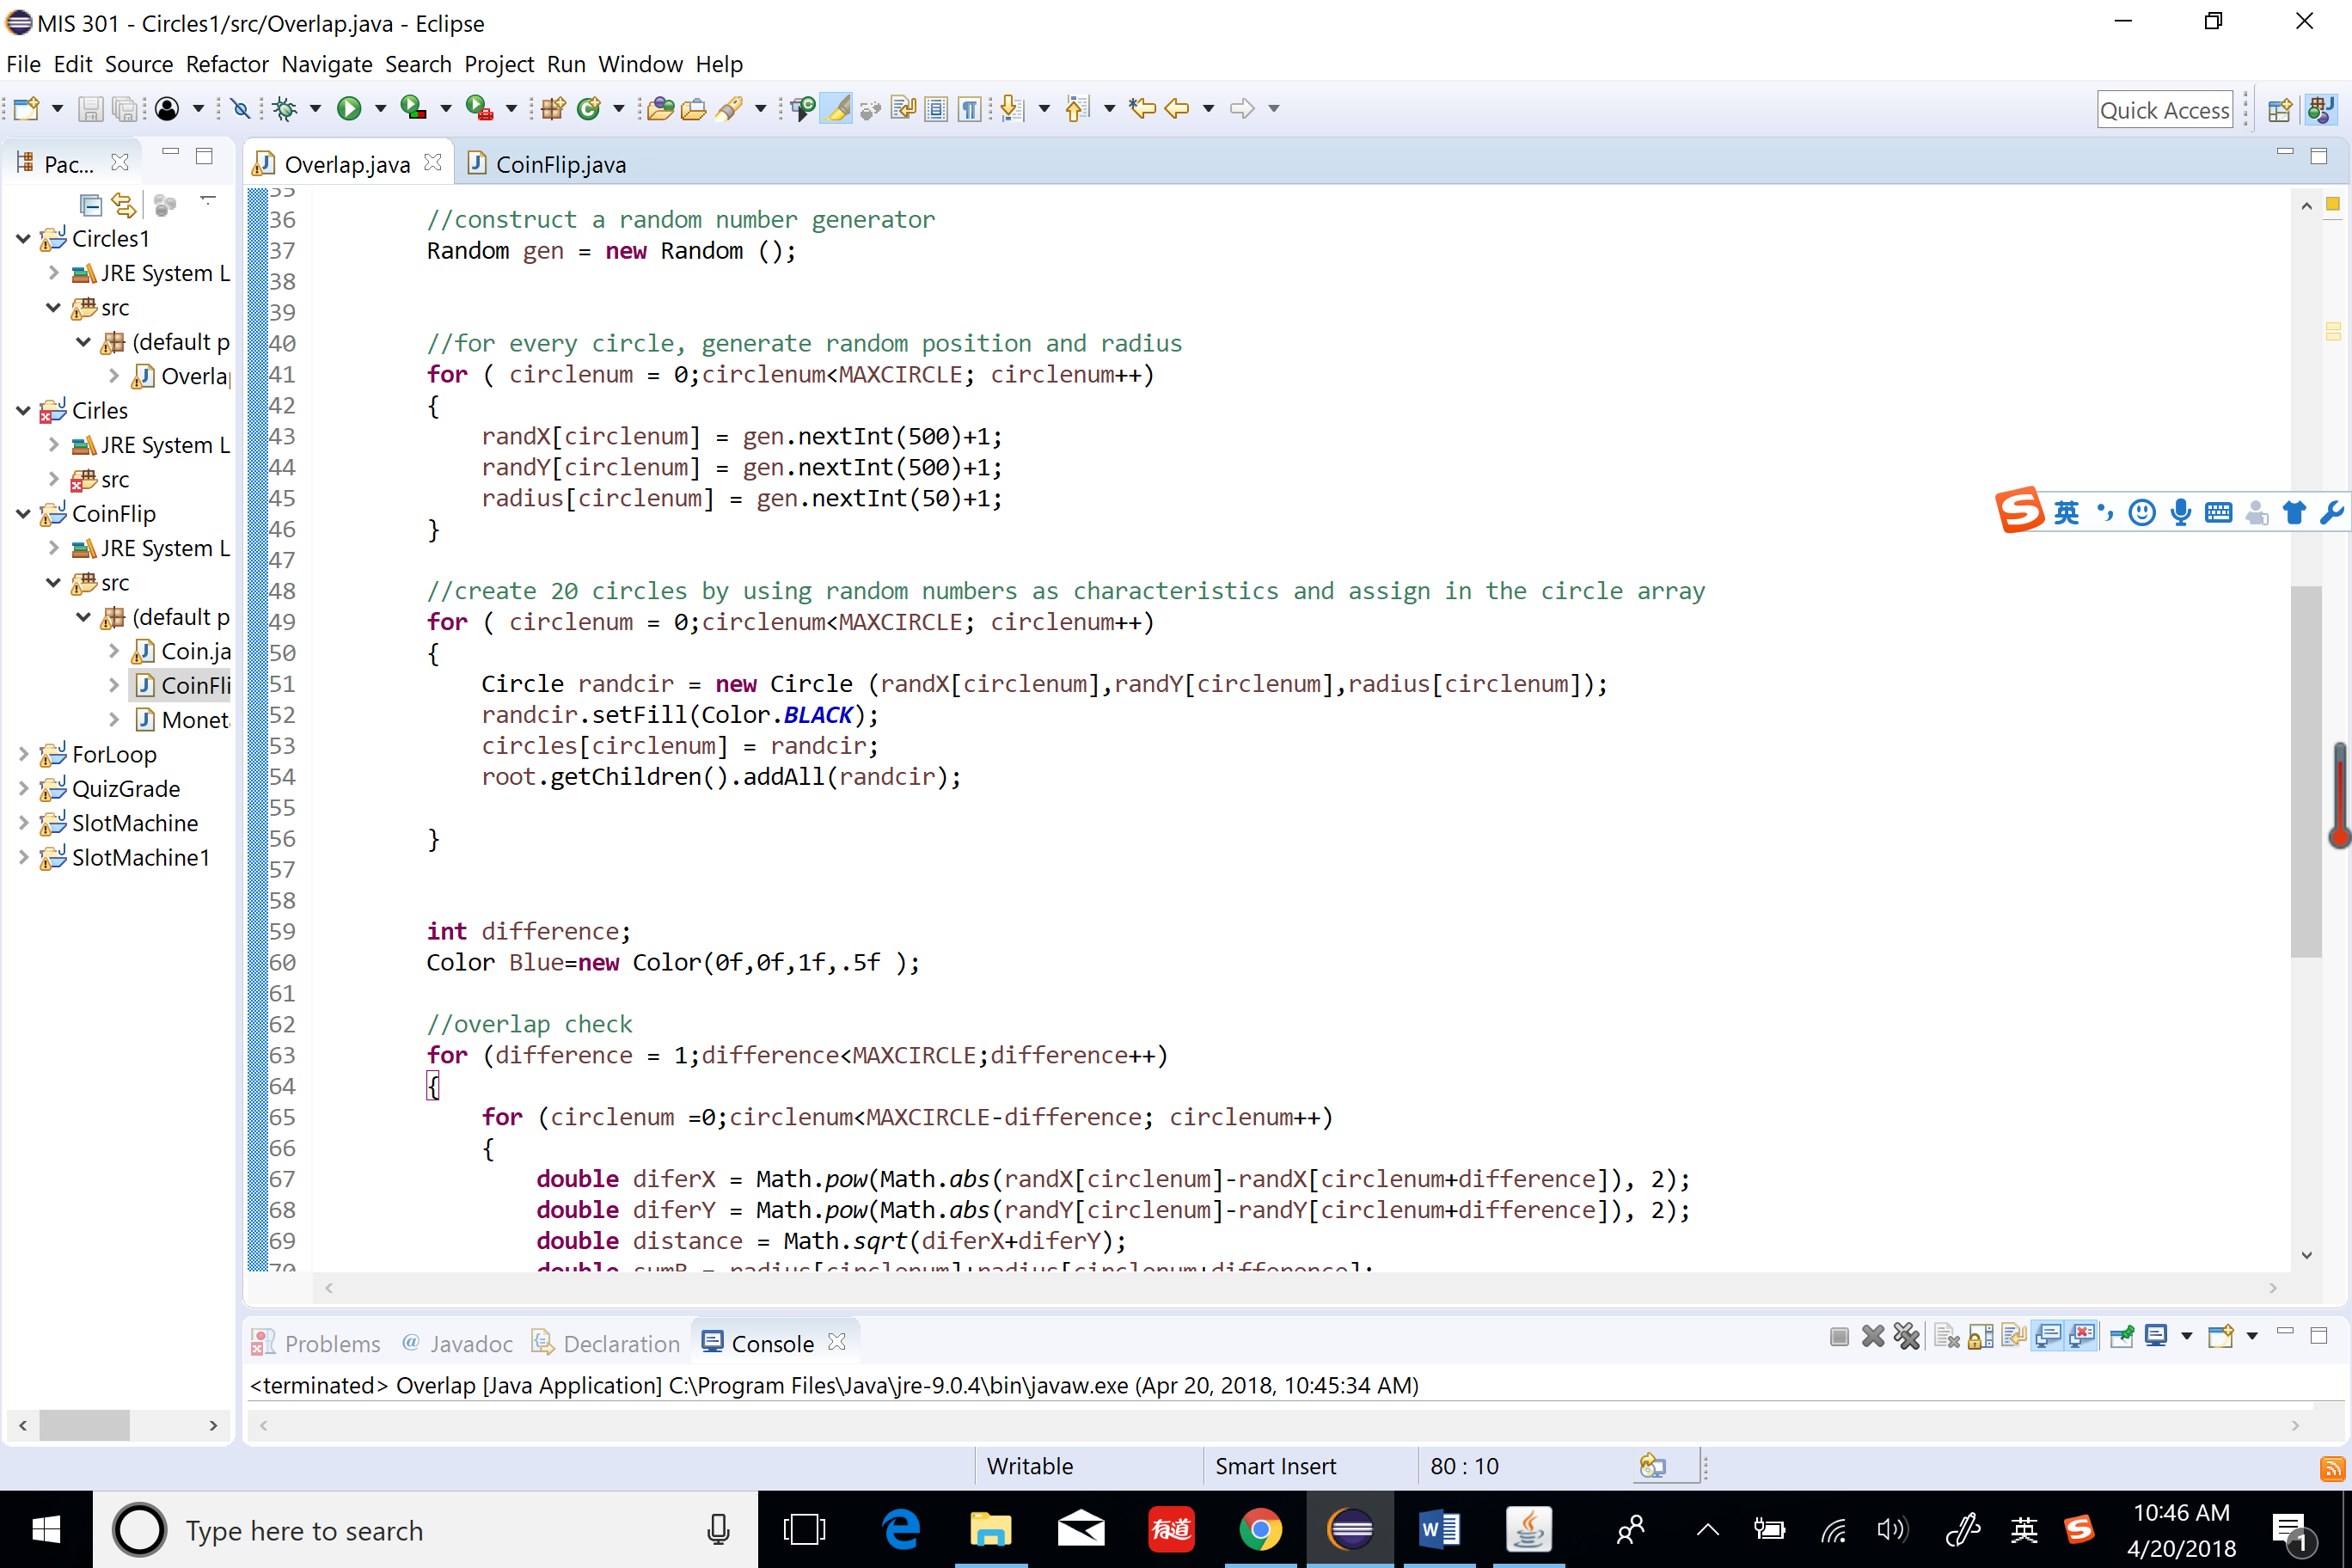 MIS 301 - Circles1/src/Overlap.java - Eclipse
File Edit Source Refactor Navigate Search Project Run Window Help
Quick Access
Pac...
Overlap.java
CoinFlip.java
Circles1
JRE System L
src
(default p
Overla
Cirles
JRE System L
src
CoinFlip
JRE System L
src
(default p
Coin.ja
CoinFli
Monet
ForLoop
QuizGrade
SlotMachine
SlotMachine1
35
36 //construct a random number generator
37 Random gen = new Random ();
38
39
40 //for every circle, generate random position and radius
41 for ( circlenum = 0;circlenum<MAXCIRCLE; circlenum++)
42 {
43 randX[circlenum] = gen.nextInt(500)+1;
44 randY[circlenum] = gen.nextInt(500)+1;
45 radius[circlenum] = gen.nextInt(50)+1;
46 }
47
48 //create 20 circles by using random numbers as characteristics and assign in the circle array
49 for ( circlenum = 0;circlenum<MAXCIRCLE; circlenum++)
50 {
51 Circle randcir = new Circle (randX[circlenum],randY[circlenum],radius[circlenum]);
52 randcir.setFill(Color.BLACK);
53 circles[circlenum] = randcir;
54 root.getChildren().addAll(randcir);
55
56 }
57
58
59 int difference;
60 Color Blue=new Color(0f,0f,1f,.5f );
61
62 //overlap check
63 for (difference = 1;difference<MAXCIRCLE;difference++)
64 {
65 for (circlenum =0;circlenum<MAXCIRCLE-difference; circlenum++)
66 {
67 double diferX = Math.pow(Math.abs(randX[circlenum]-randX[circlenum+difference]), 2);
68 double diferY = Math.pow(Math.abs(randY[circlenum]-randY[circlenum+difference]), 2);
69 double distance = Math.sqrt(diferX+diferY);
70 double sumR = radius[circlenum]+radius[circlenum+difference];
英
Problems @ Javadoc Declaration Console
<terminated> Overlap [Java Application] C:\Program Files\Java\jre-9.0.4\bin\javaw.exe (Apr 20, 2018, 10:45:34 AM)
Writable Smart Insert 80 : 10
Type here to search
有道
英
10:46 AM
4/20/2018
1